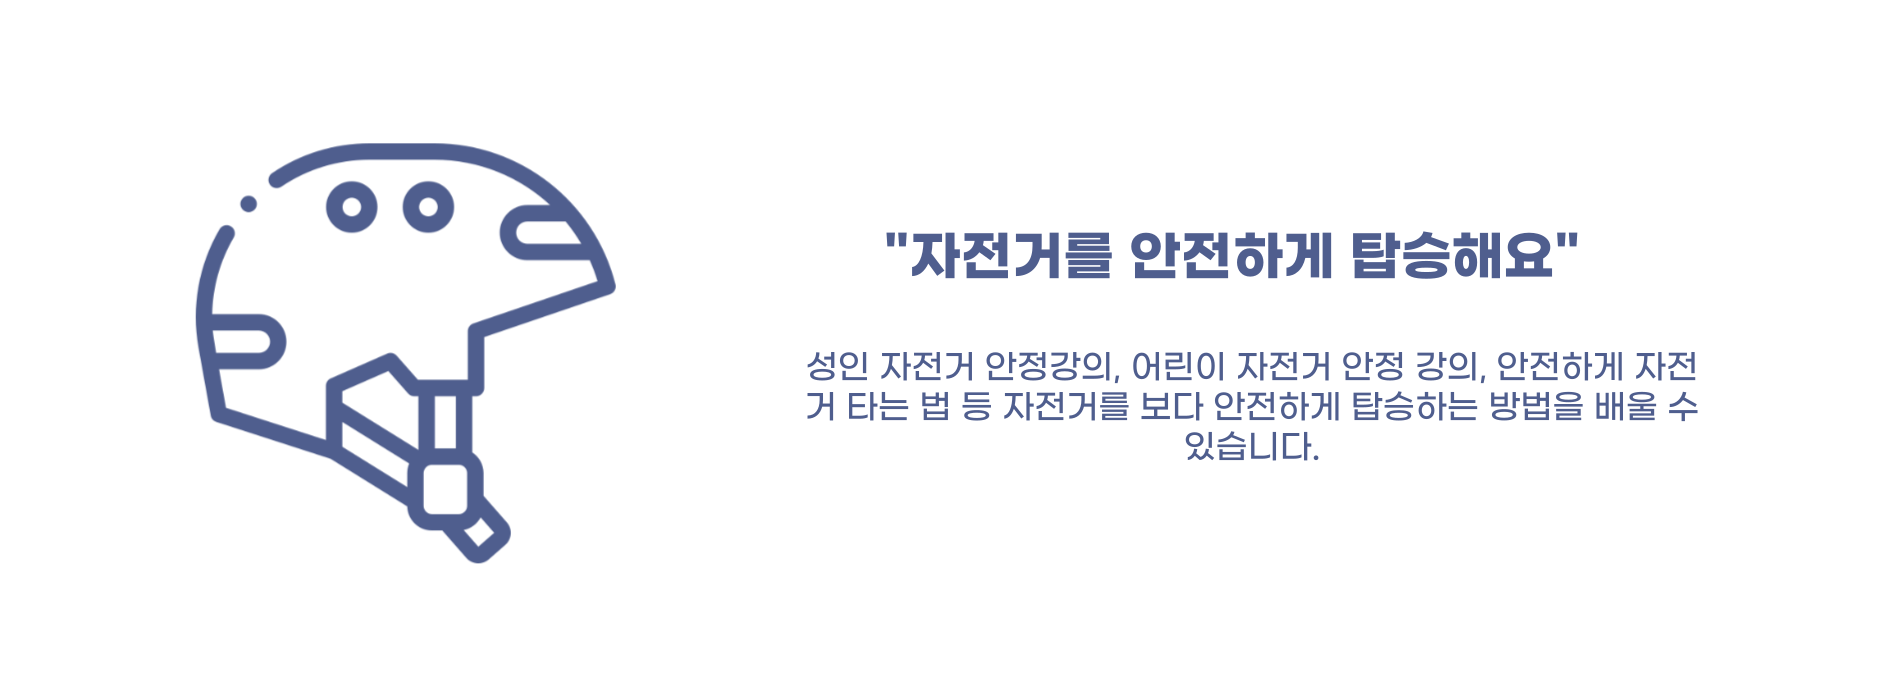 "자전거를 안전하게 탑승해요"
성인 자전거 안정강의, 어린이 자전거 안정 강의, 안전하게 자전
거 타는 법 등 자전거를 보다 안전하게 탑승하는 방법을 배울 수
있습니다.